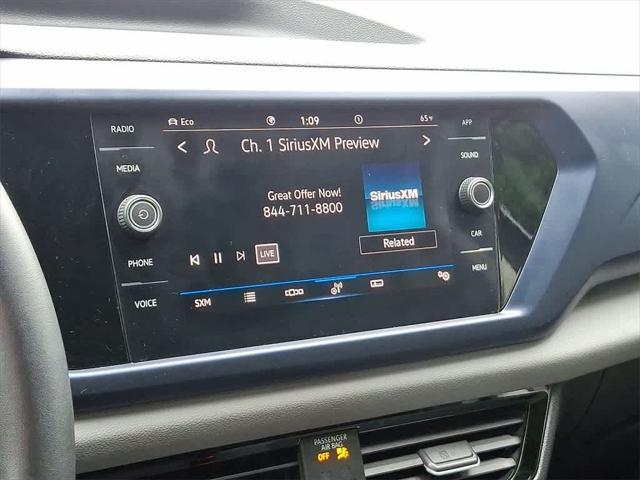 Eco 1:09 65°F
RADIO
MEDIA
PHONE
VOICE
Ch. 1 SiriusXM Preview
Great Offer Now!
844-711-8800
SiriusXM
Related
LIVE
SXM
APP
SOUND
CAR
MENU
PASSENGER
AIR BAG
OFF